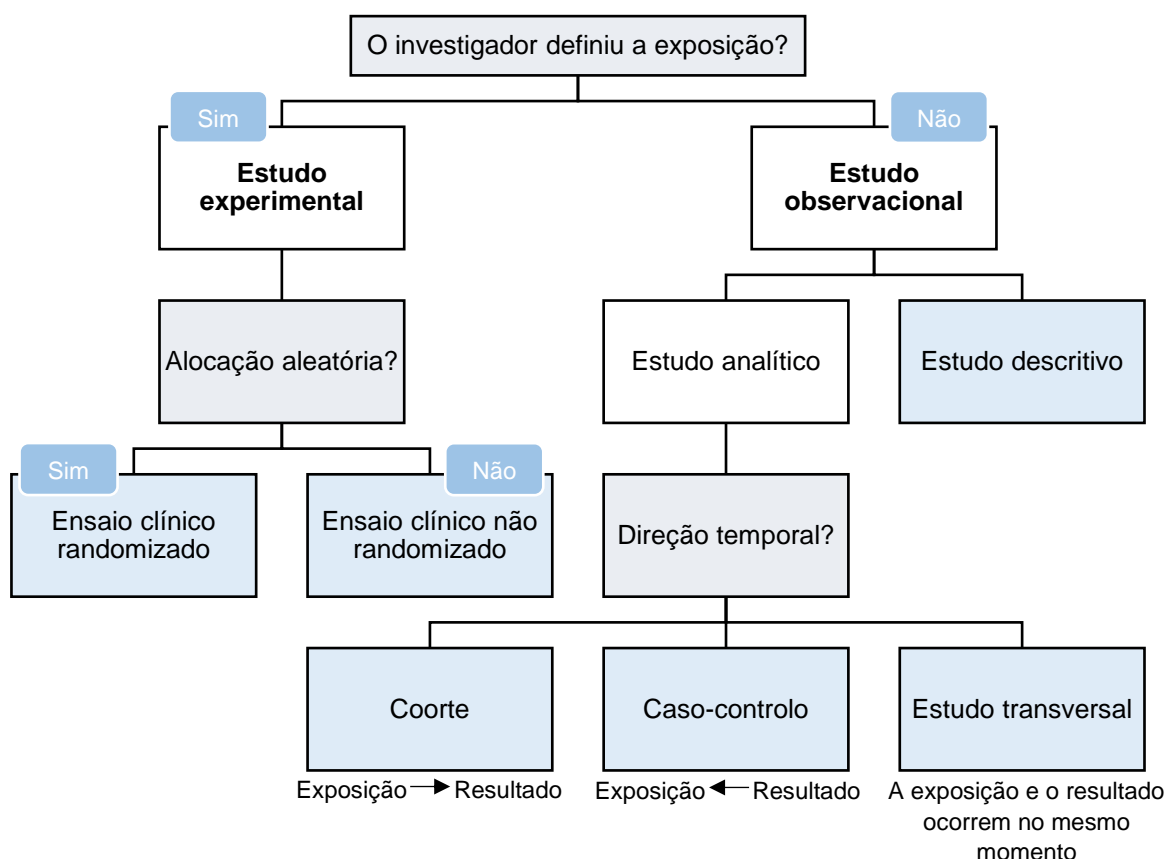 O investigador definiu a exposição?
Sim
Não
Estudo
experimental
Estudo
observacional
Alocação aleatória?
Estudo analítico
Estudo descritivo
Sim
Não
Ensaio clínico
randomizado
Ensaio clínico não
randomizado
Direção temporal?
Coorte
Caso-controlo
Estudo transversal
Exposição Resultado
Exposição Resultado
A exposição e o resultado
ocorrem no mesmo
momento